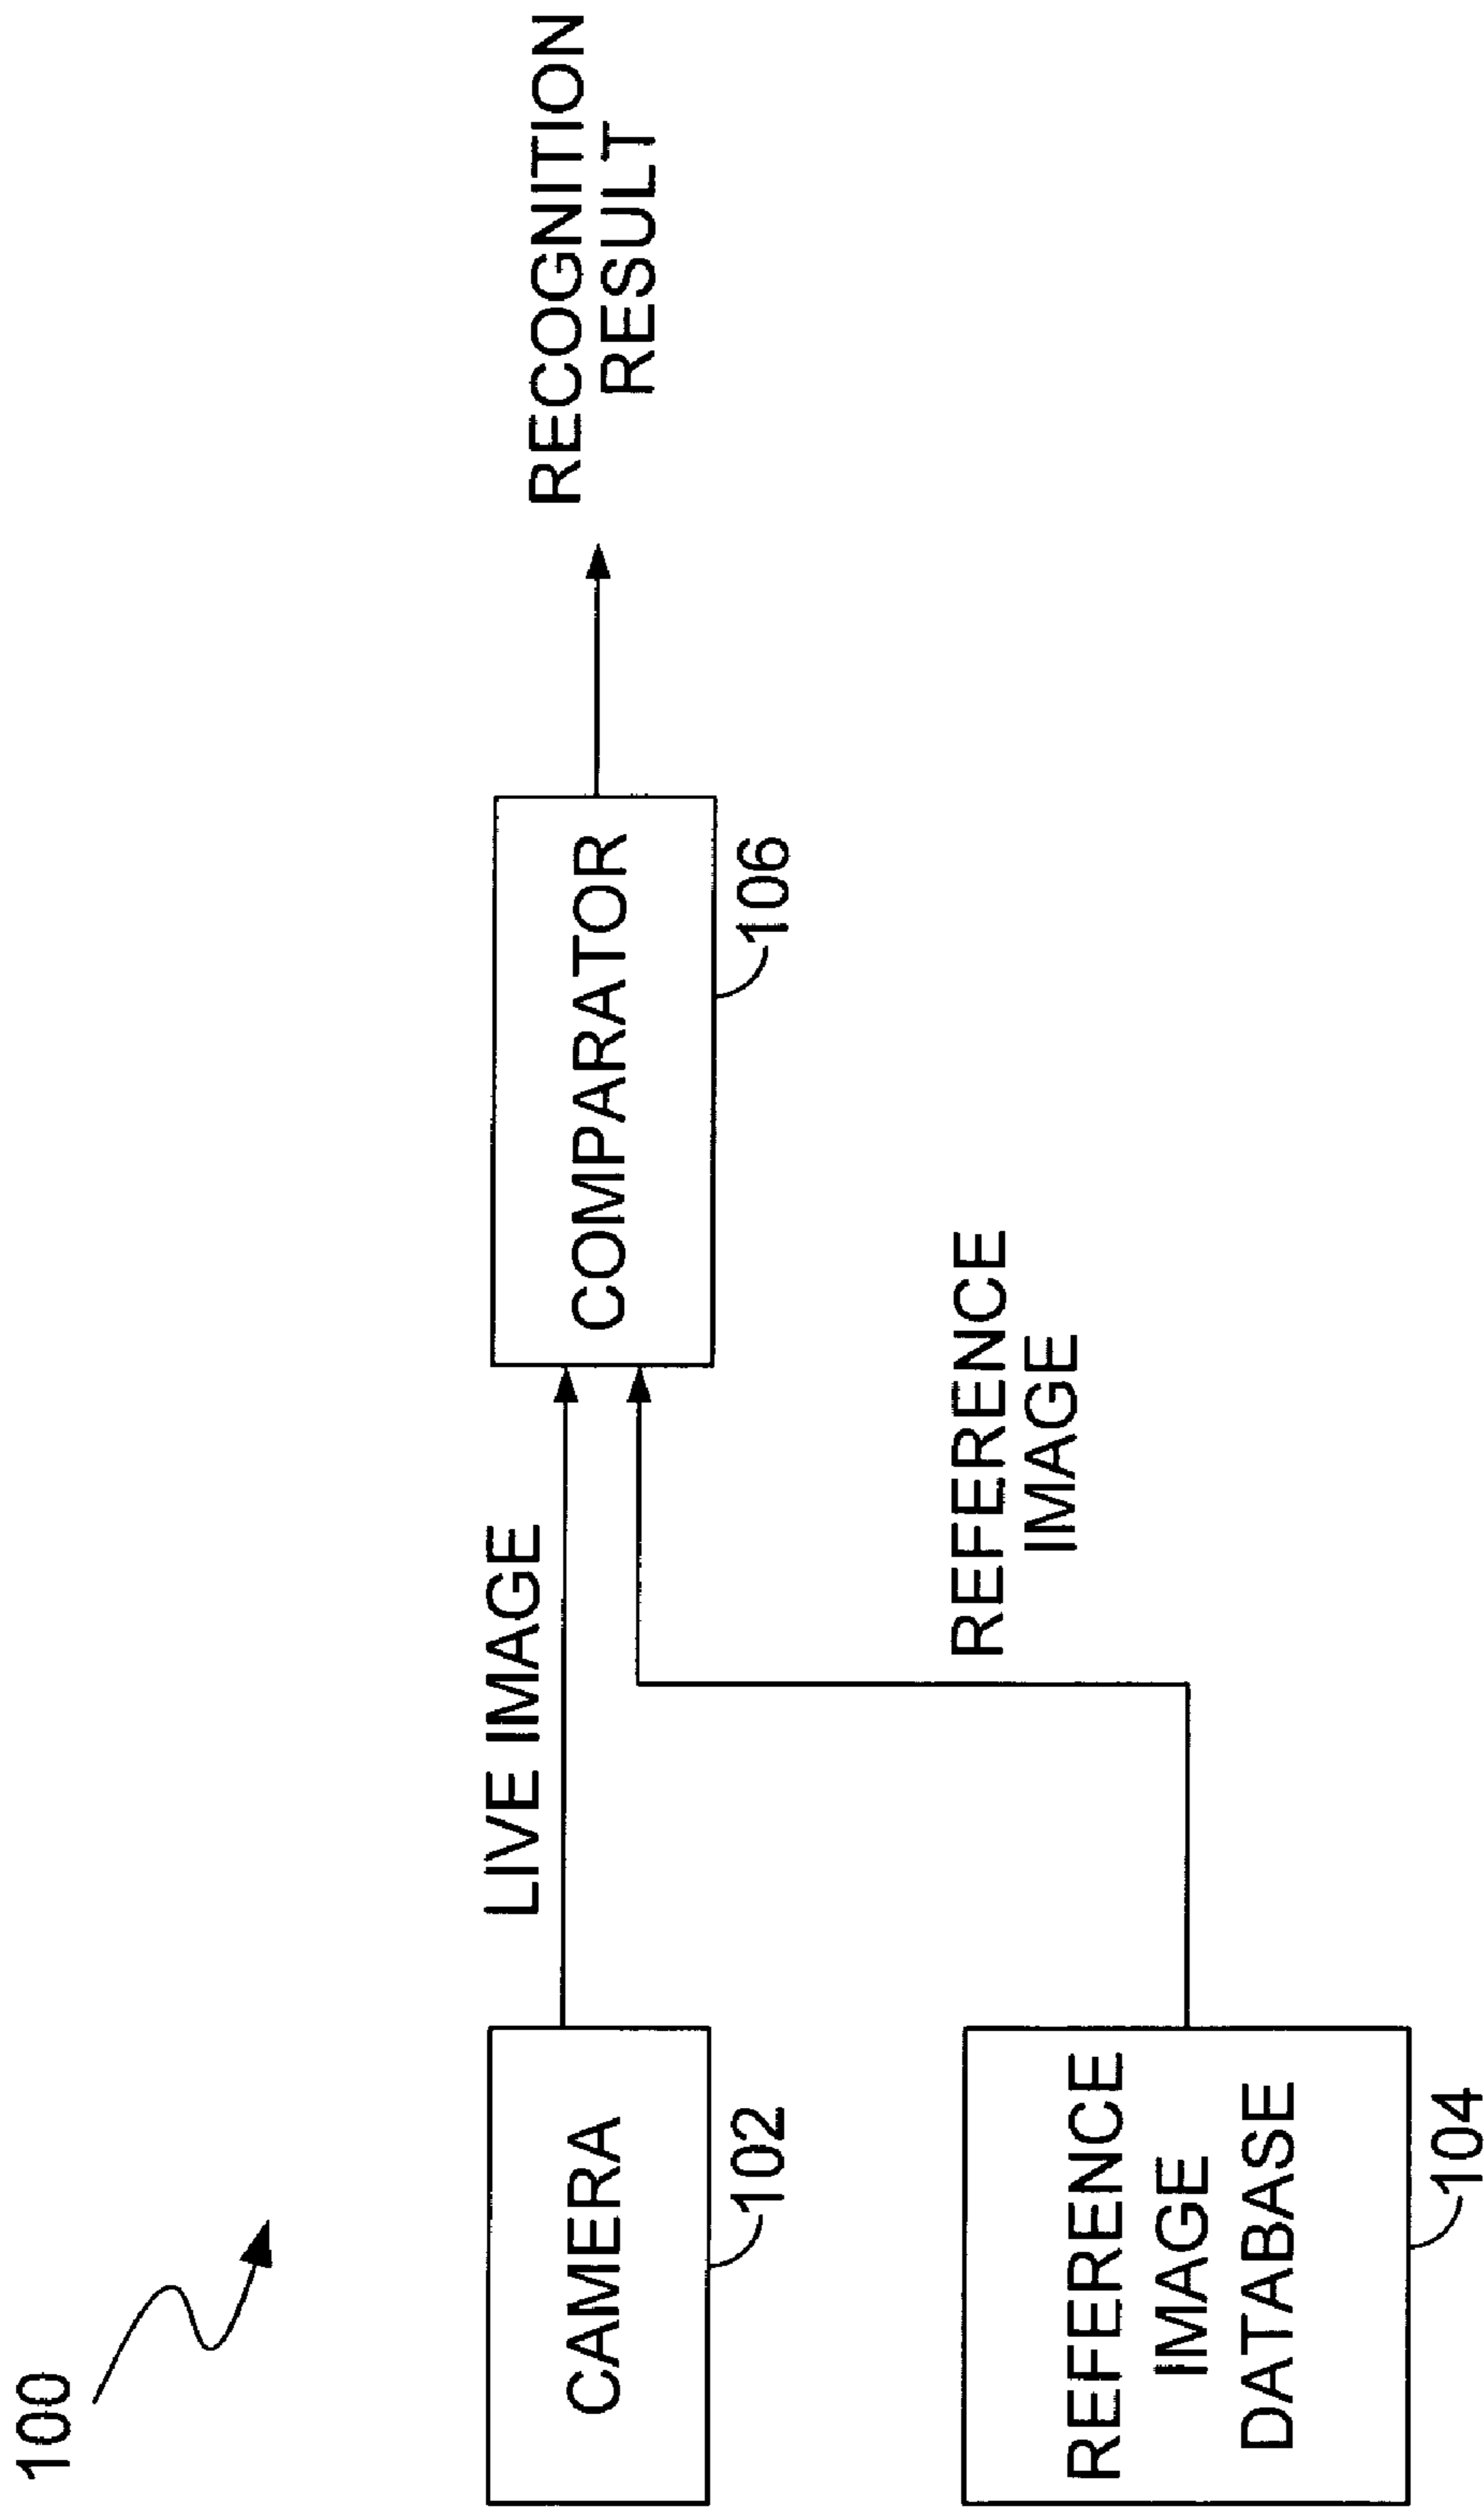 100
CAMERA
102
LIVE IMAGE
COMPARATOR
106
RECOGNITION
RESULT
REFERENCE
IMAGE
REFERENCE
IMAGE
DATABASE
104